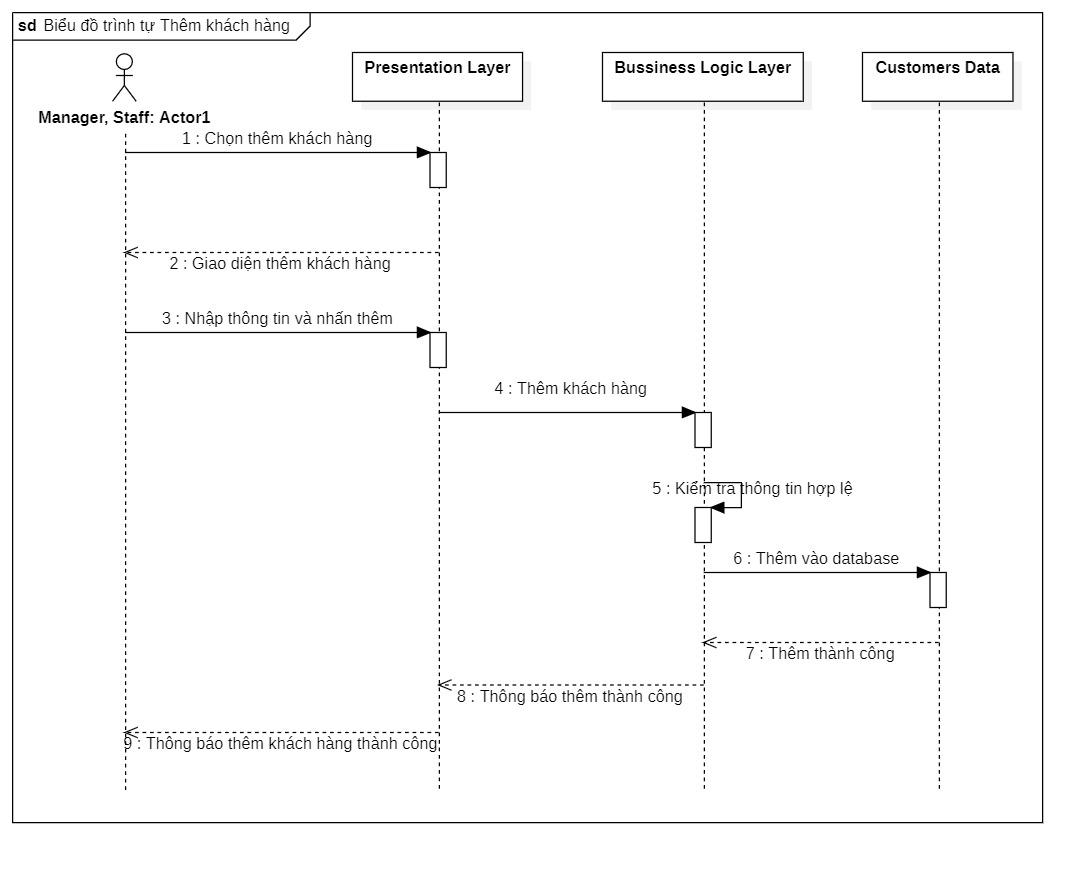 sd Biểu đồ trình tự Thêm khách hàng
Presentation Layer
Bussiness Logic Layer
Customers Data
Manager, Staff: Actor1
1 : Chọn thêm khách hàng
2 : Giao diện thêm khách hàng
3 : Nhập thông tin và nhấn thêm
4 : Thêm khách hàng
5 : Kiểm tra thông tin hợp lệ
6 : Thêm vào database
7 : Thêm thành công
8 : Thông báo thêm thành công
9 : Thông báo thêm khách hàng thành công